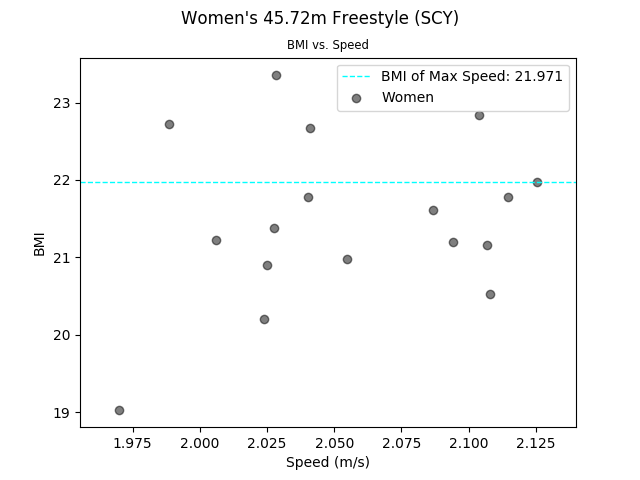 Women's 45.72m Freestyle (SCY)
BMI vs. Speed
BMI of Max Speed: 21.971
Women
23
22
21
20
19
BMI
1.975
2.000
2.025
2.050
2.075
2.100
2.125
Speed (m/s)